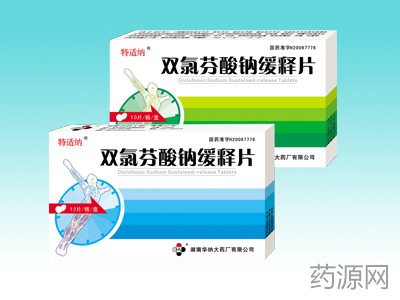 特适纳®
国药准字H20067776
双氯芬酸钠缓释片
Diclofenac Sodium Sustained-release Tablets
10片/板/盒
大药厂有限公司
特适纳®
国药准字H20067776
双氯芬酸钠缓释片
Diclofenac Sodium Sustained-release Tablets
12片/板/盒
湖南华纳大药厂有限公司
药源网